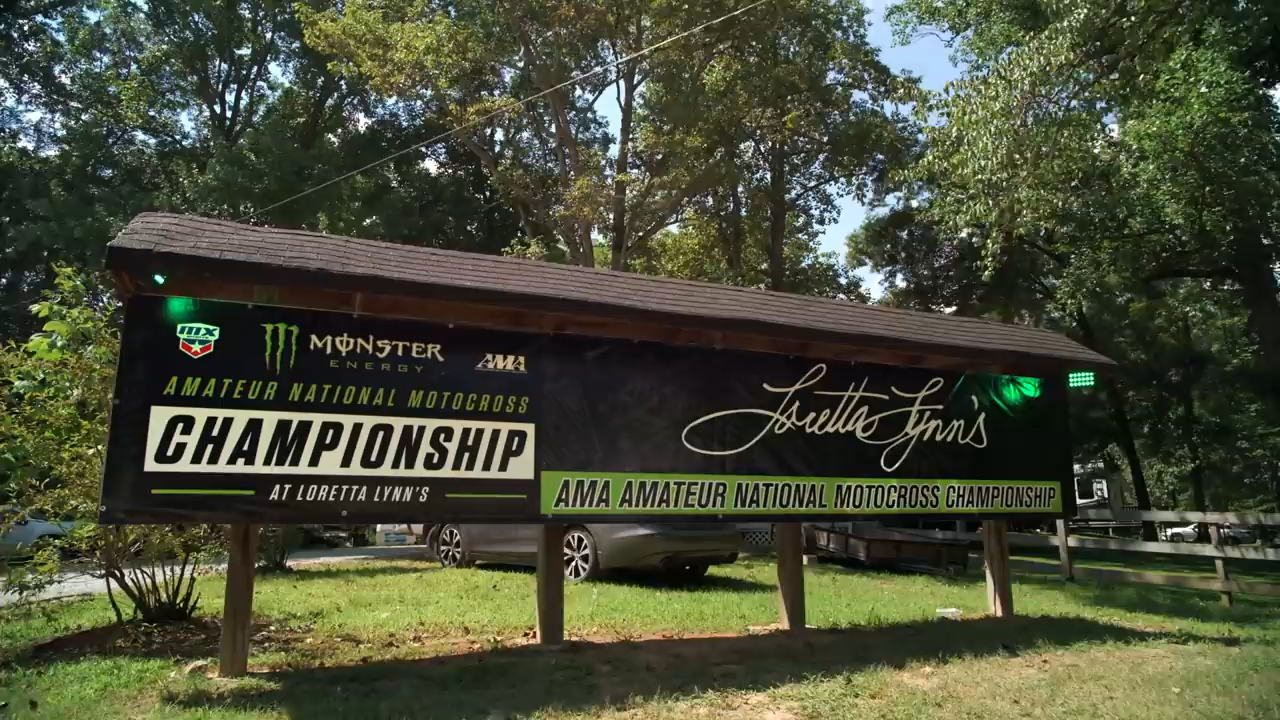 MX
MONSTER
ENERGY
AMA
AMATEUR NATIONAL MOTOCROSS
CHAMPIONSHIP
AT LORETTA LYNN'S
Loretta Lynn's
AMA AMATEUR NATIONAL MOTOCROSS CHAMPIONSHIP